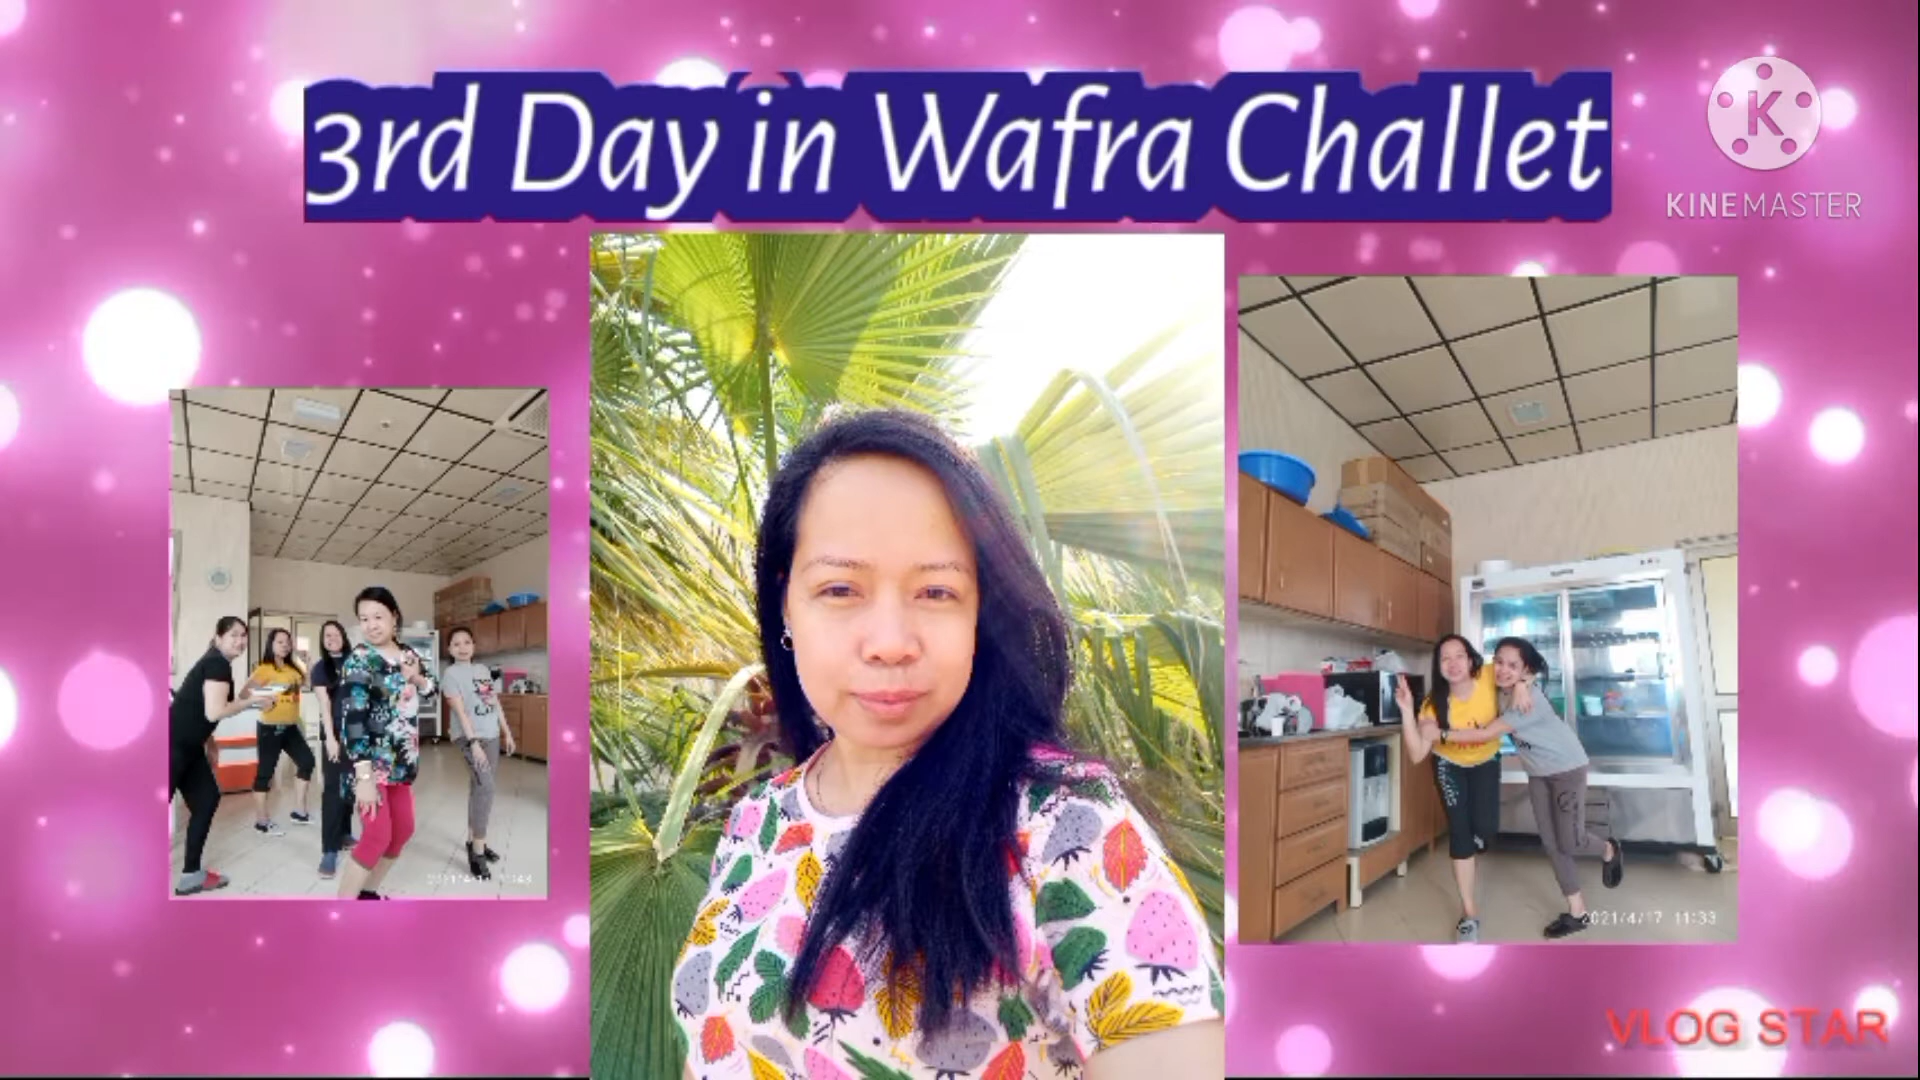 3rd Day in Wafra Challet
K
KINEMASTER
2021/4/17 11:33
VLOG STAR